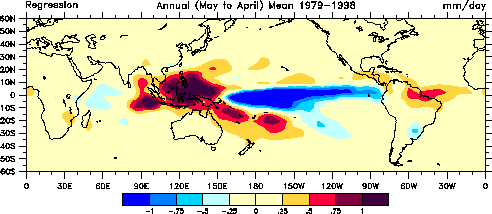 Regression Annual (May to April) Mean 1979-1998 mm/day
60N
50N
40N
30N
20N
10N
0
10S
20S
30S
40S
50S
60S
0 30E 60E 90E 120E 150E 180 150W 120W 90W 60W 30W 0
-1 -.75 -.5 -.25 0 .25 .5 .75 1